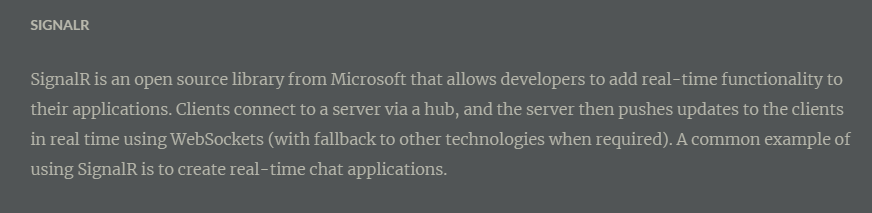 SIGNALR
SignalR is an open source library from Microsoft that allows developers to add real-time functionality to
their applications. Clients connect to a server via a hub, and the server then pushes updates to the clients
in real time using WebSockets (with fallback to other technologies when required). A common example of
using SignalR is to create real-time chat applications.